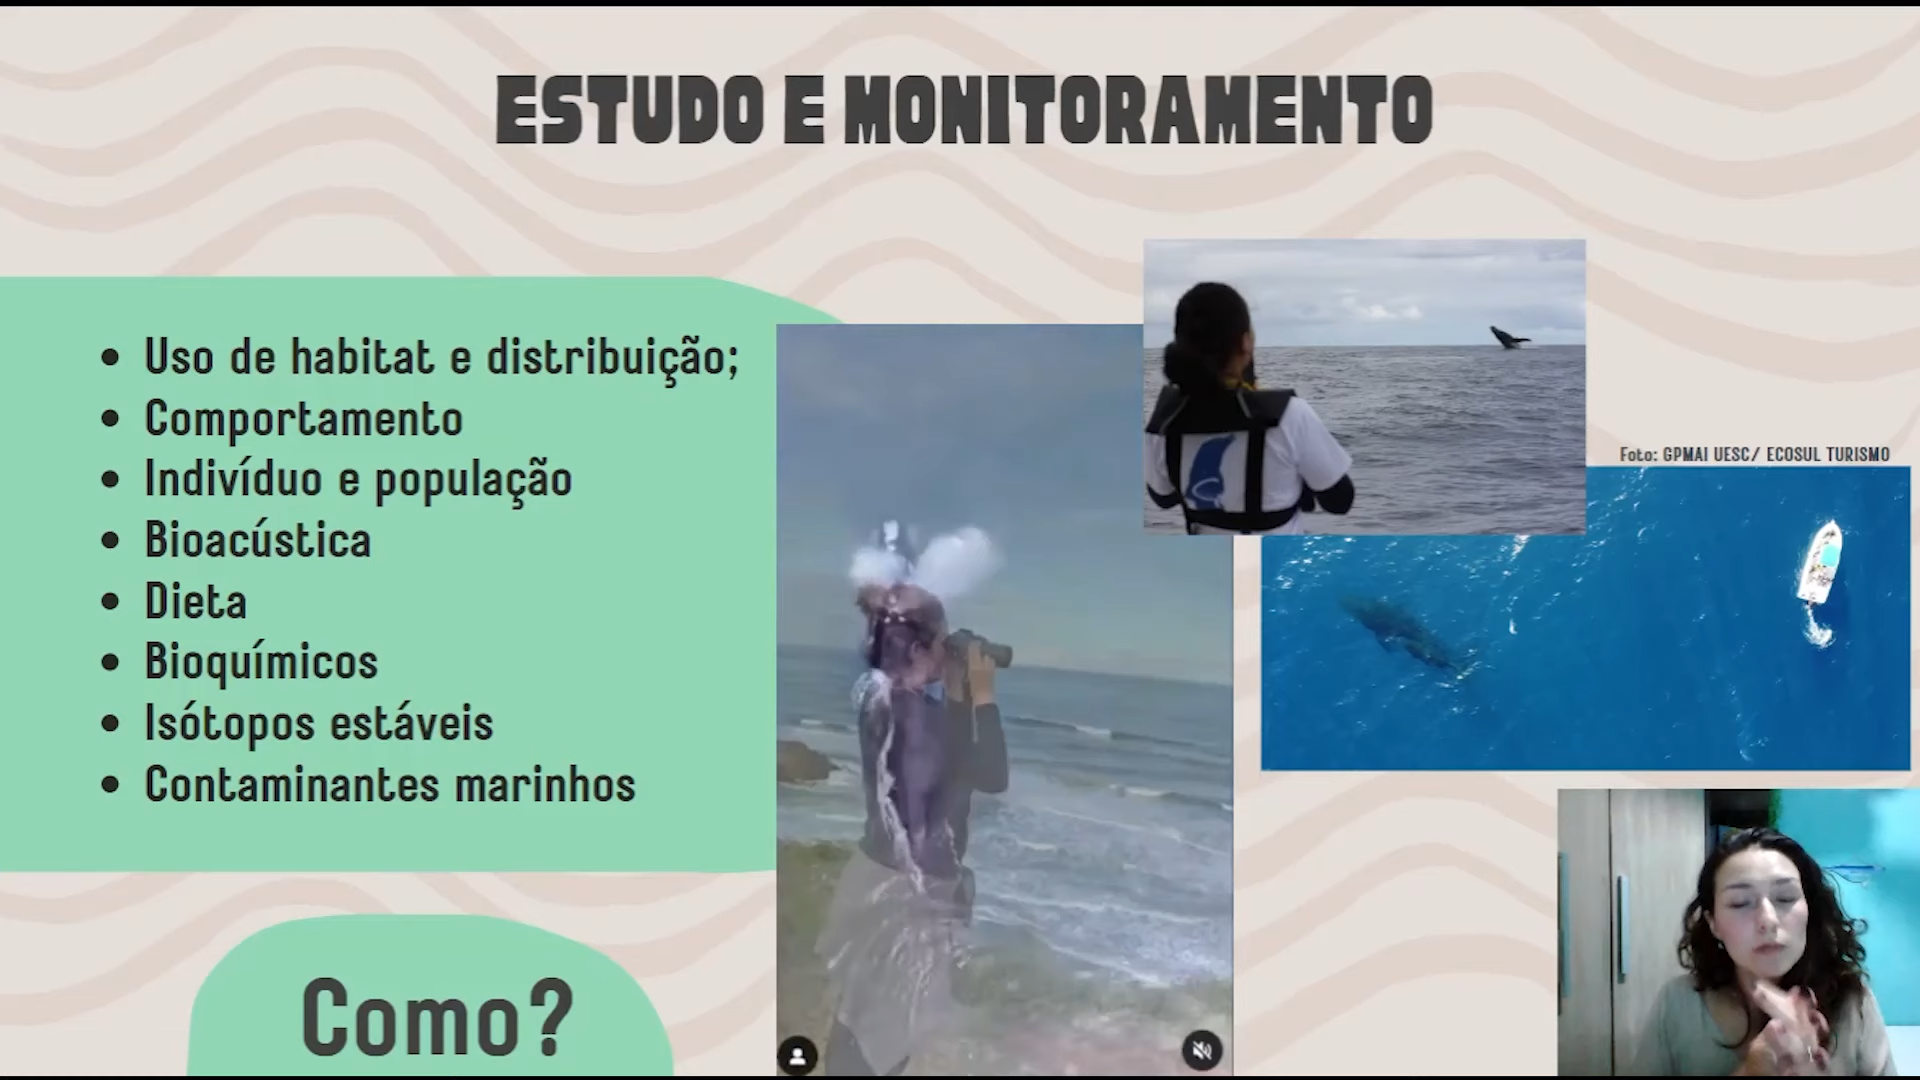 ESTUDO E MONITORAMENTO
• Uso de habitat e distribuição;
• Comportamento
• Indivíduo e população
• Bioacústica
• Dieta
• Bioquímicos
• Isótopos estáveis
• Contaminantes marinhos
Foto: GPMAI UESC/ ECOSUL TURISMO
Como?